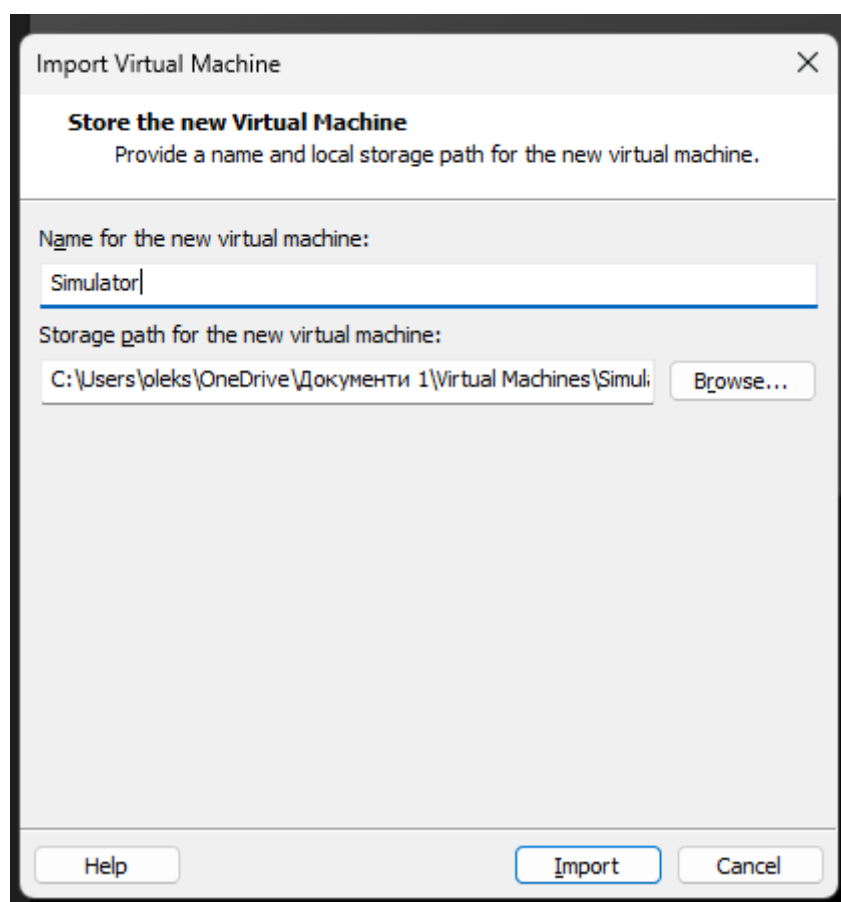 Import Virtual Machine
Store the new Virtual Machine
Provide a name and local storage path for the new virtual machine.
Name for the new virtual machine:
Simulator
Storage path for the new virtual machine:
C:\Users\oleks\OneDrive\Документи 1\Virtual Machines\Simul
Browse...
Help
Import
Cancel